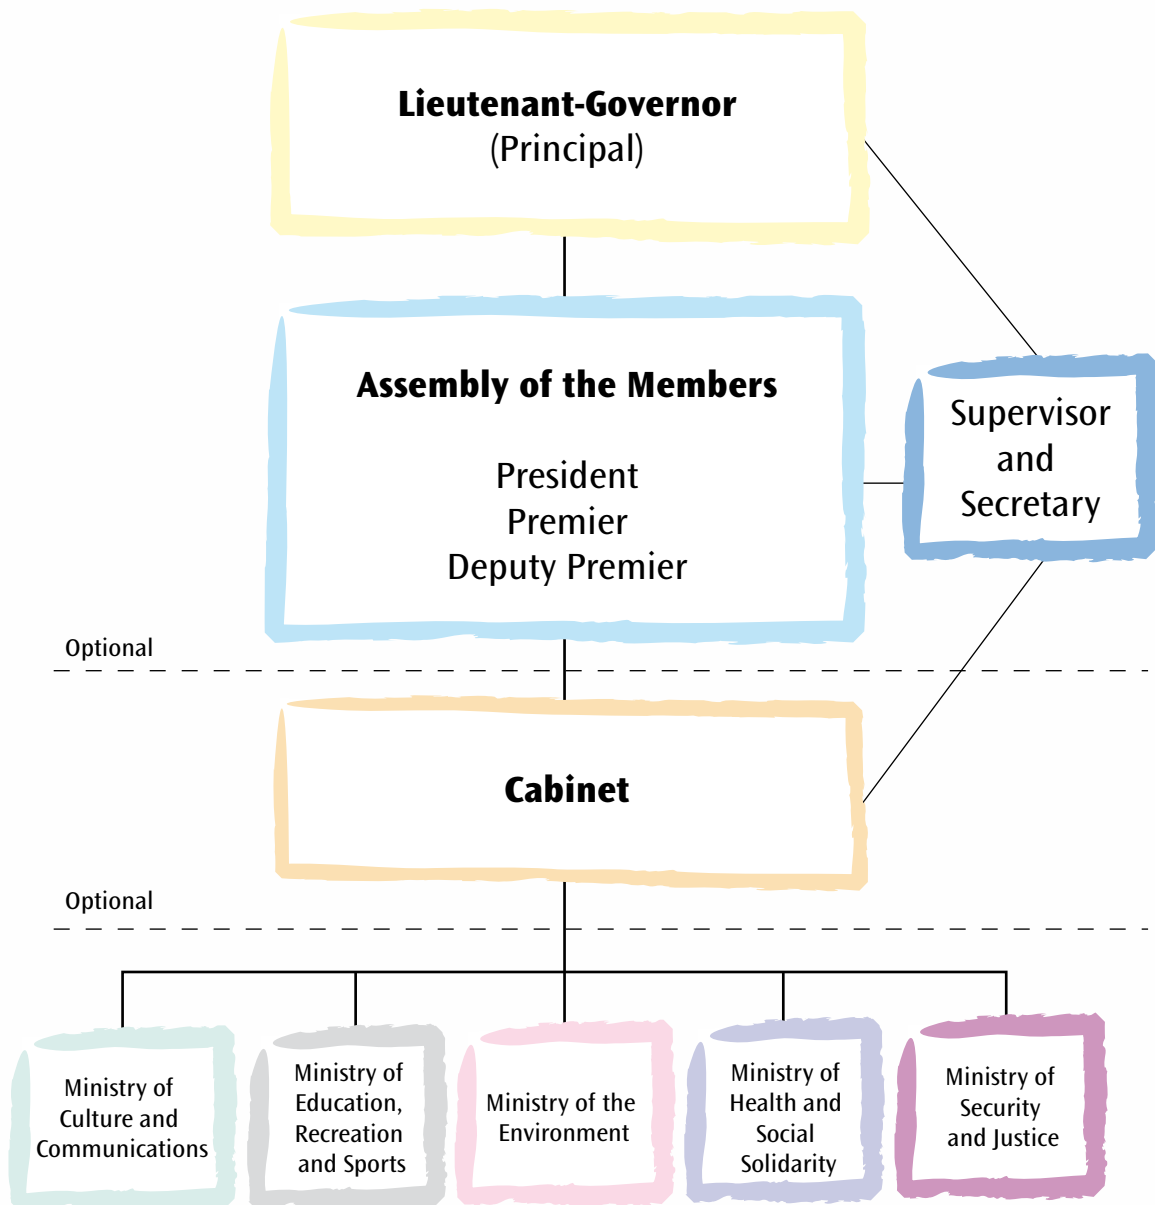 Lieutenant-Governor
(Principal)
Assembly of the Members
President
Premier
Deputy Premier
Supervisor
and
Secretary
Optional
Cabinet
Optional
Ministry of
Culture and
Communications
Ministry of
Education,
Recreation
and Sports
Ministry of the
Environment
Ministry of
Health and
Social
Solidarity
Ministry of
Security
and Justice